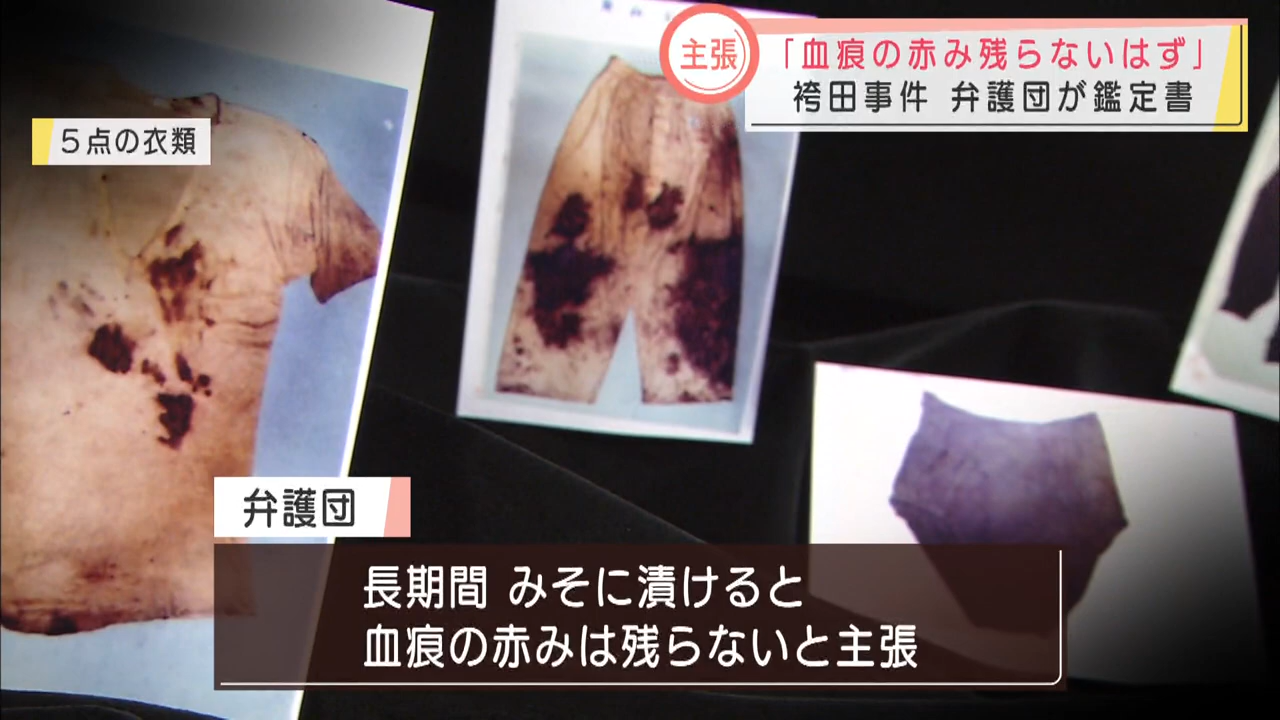 主張
「血痕の赤み残らないはず」
袴田事件 弁護団が鑑定書
5点の衣類
弁護団
長期間 みそに漬けると
血痕の赤みは残らないと主張